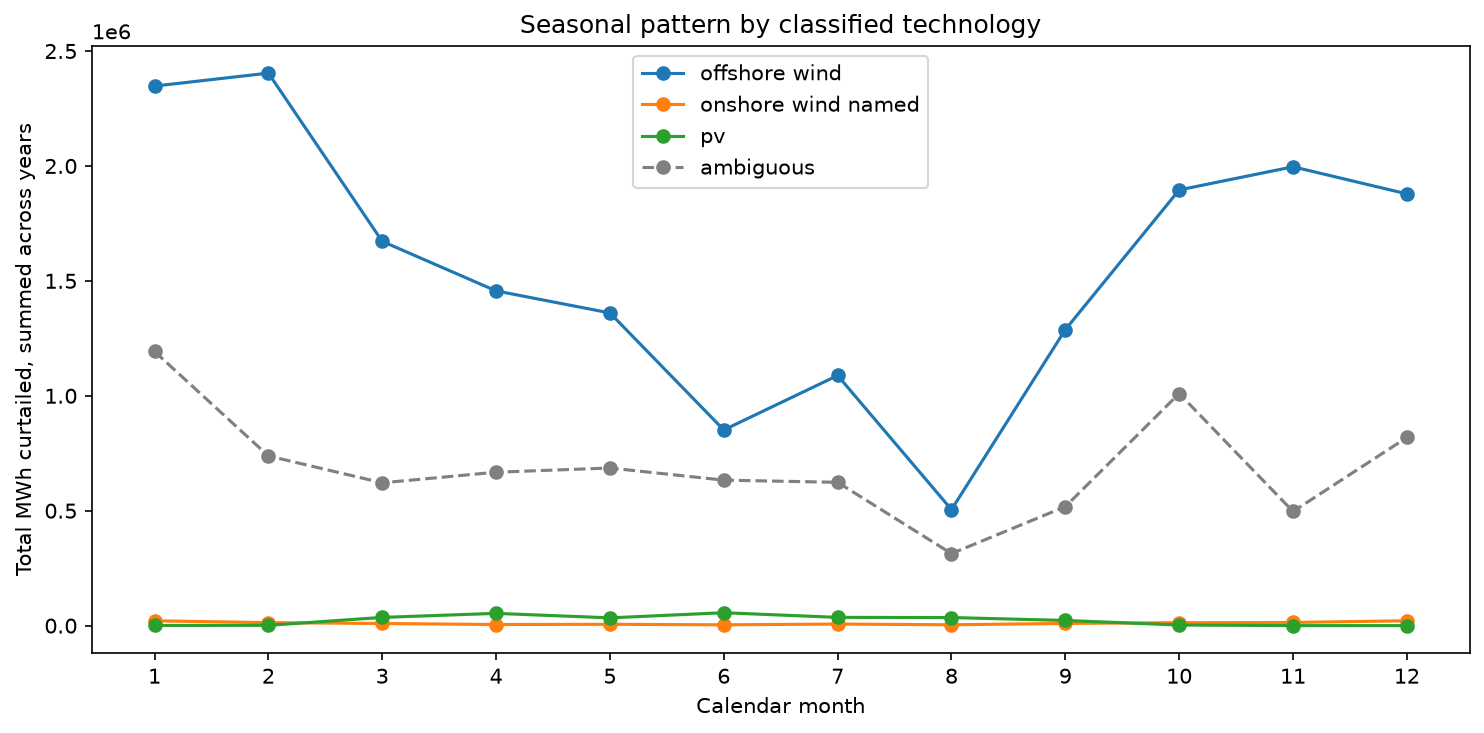 Seasonal pattern by classified technology
1e6
2.5
2.0
1.5
1.0
0.5
0.0
Total MWh curtailed, summed across years
offshore wind
onshore wind named
pv
ambiguous
1 2 3 4 5 6 7 8 9 10 11 12
Calendar month